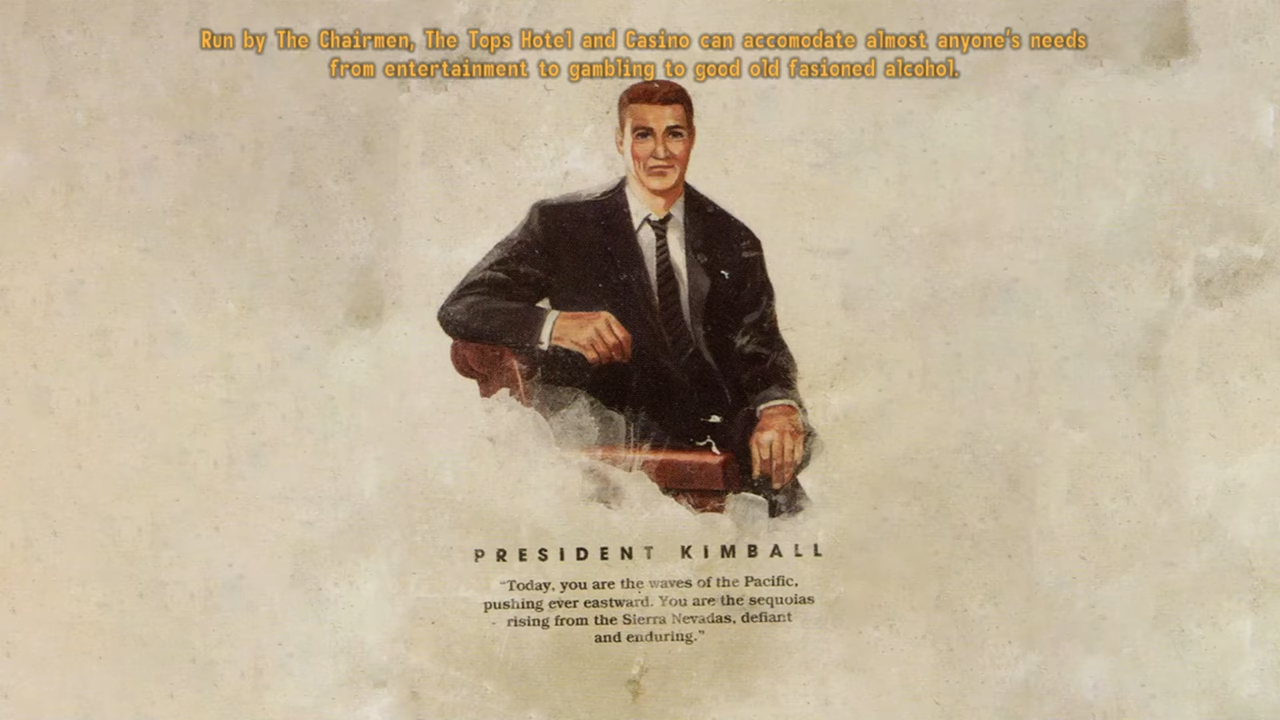 Run by The Chairmen, The Tops Hotel and Casino can accomodate almost anyone's needs
from entertainment to gambling to good old fasioned alcohol.
PRESIDENT KIMBALL
"Today, you are the waves of the Pacific,
pushing ever eastward. You are the sequoias
rising from the Sierra Nevadas, defiant
and enduring."